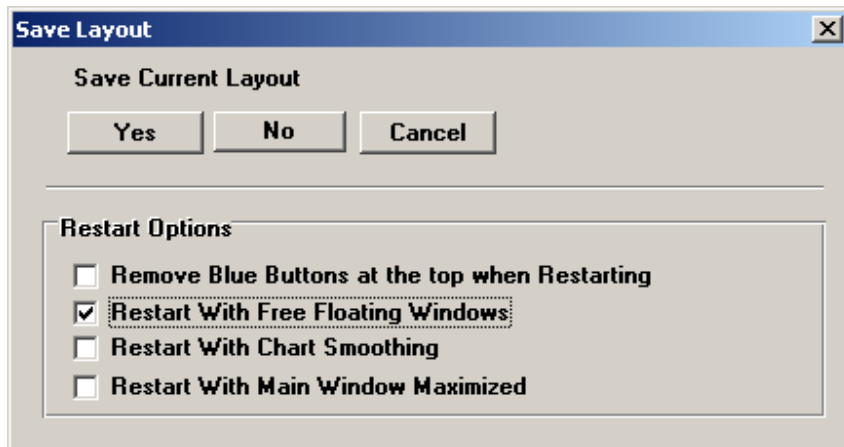 Save Layout
Save Current Layout
Yes No Cancel
Restart Options
Remove Blue Buttons at the top when Restarting
Restart With Free Floating Windows
Restart With Chart Smoothing
Restart With Main Window Maximized